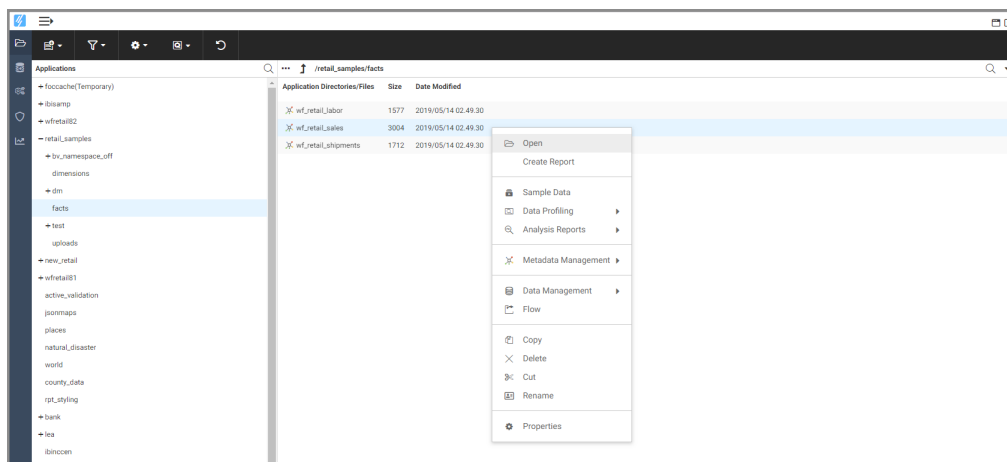 Applications
/retail_samples/facts
foccache(Temporary)
ibisamp
wfretail82
retail_samples
bv_namespace_off
dimensions
dm
facts
test
uploads
new_retail
wfretail81
active_validation
jsonmaps
places
natural_disaster
world
county_data
rpt_styling
bank
lea
ibinccen
Application Directories/Files Size Date Modified
wf_retail_labor 1577 2019/05/14 02.49.30
wf_retail_sales 3004 2019/05/14 02.49.30
wf_retail_shipments 1712 2019/05/14 02.49.30
Open
Create Report
Sample Data
Data Profiling
Analysis Reports
Metadata Management
Data Management
Flow
Copy
Delete
Cut
Rename
Properties